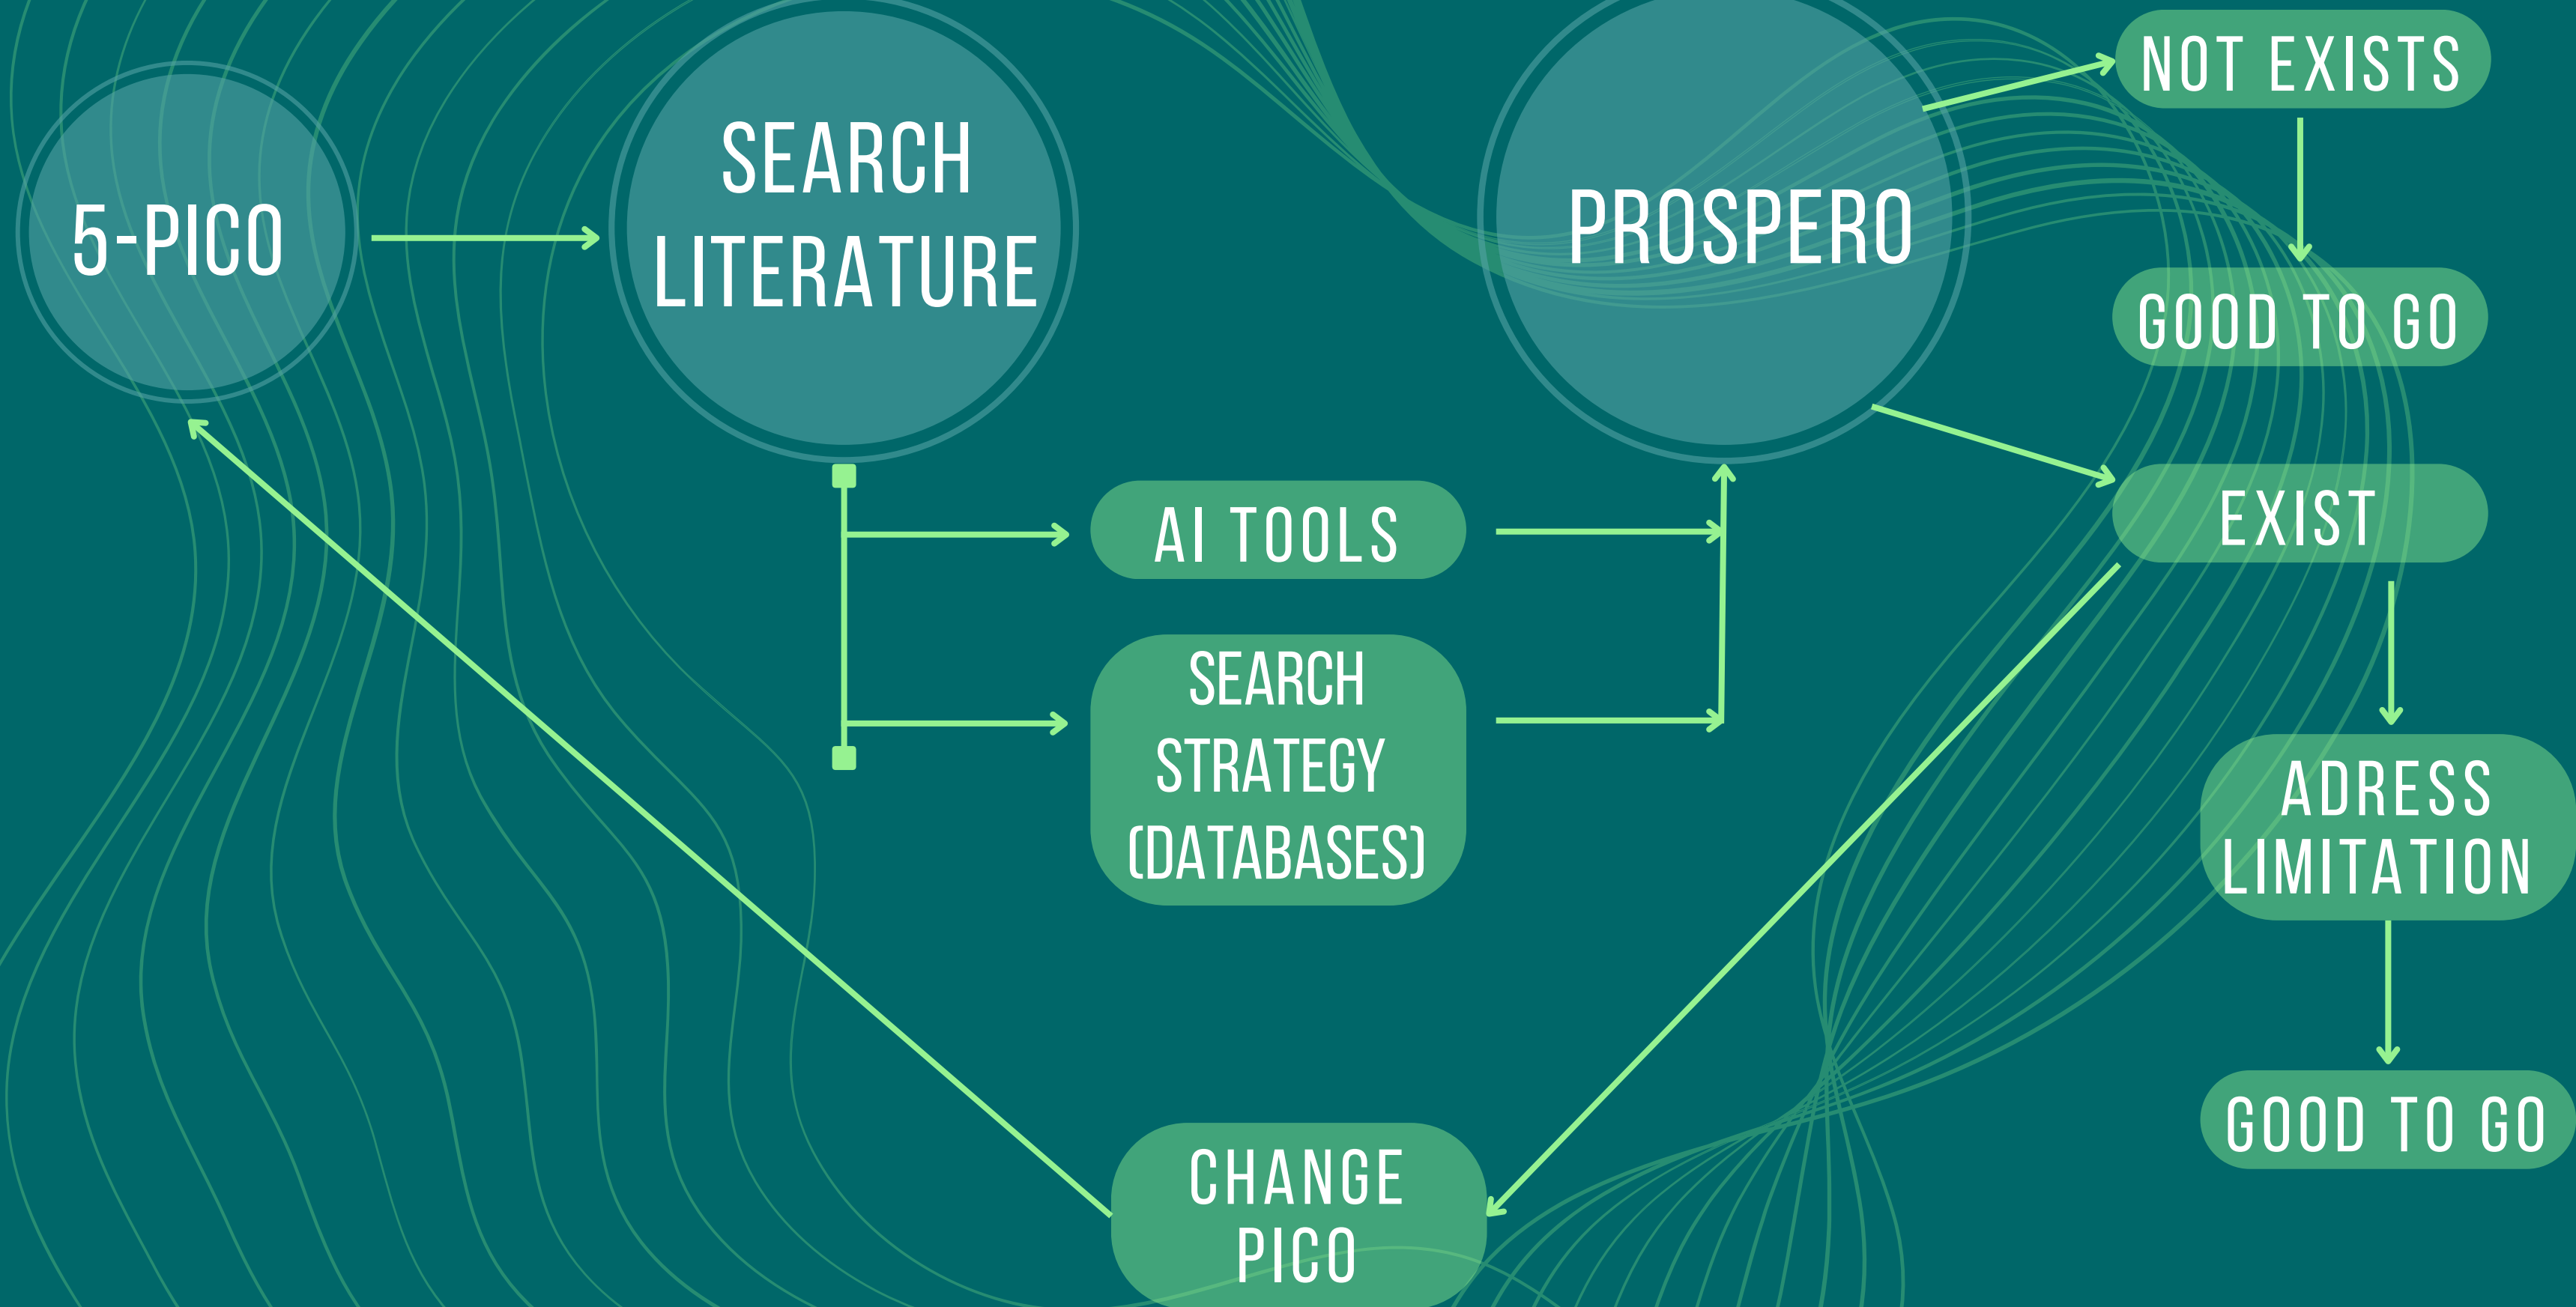 5-PICO
SEARCH
LITERATURE
PROSPERO
NOT EXISTS
GOOD TO GO
EXIST
AI TOOLS
SEARCH
STRATEGY
(DATABASES)
ADRESS
LIMITATION
GOOD TO GO
CHANGE
PICO